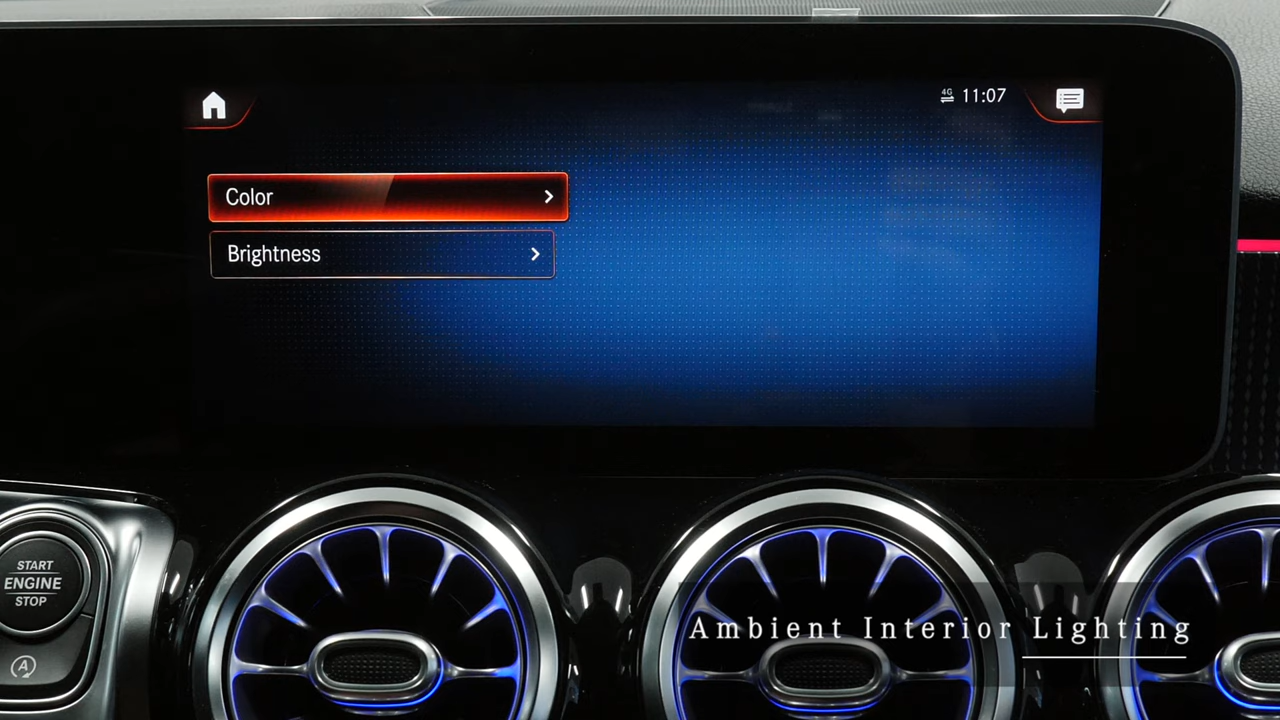 4G 11:07
Color
Brightness
START
ENGINE
STOP
A
Ambient Interior Lighting